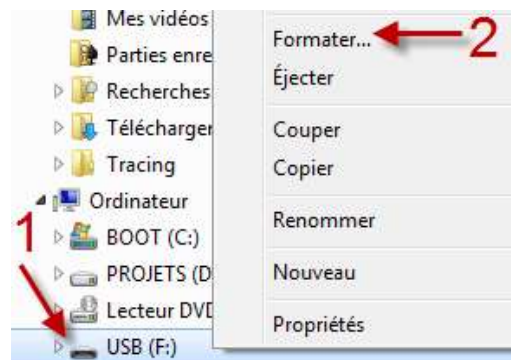 Mes vidéos
Parties enre
Recherches
Télécharger
Tracing
Ordinateur
BOOT (C:)
PROJETS (D
Lecteur DVD
USB (F:)
1
Formater...
2
Éjecter
Couper
Copier
Renommer
Nouveau
Propriétés